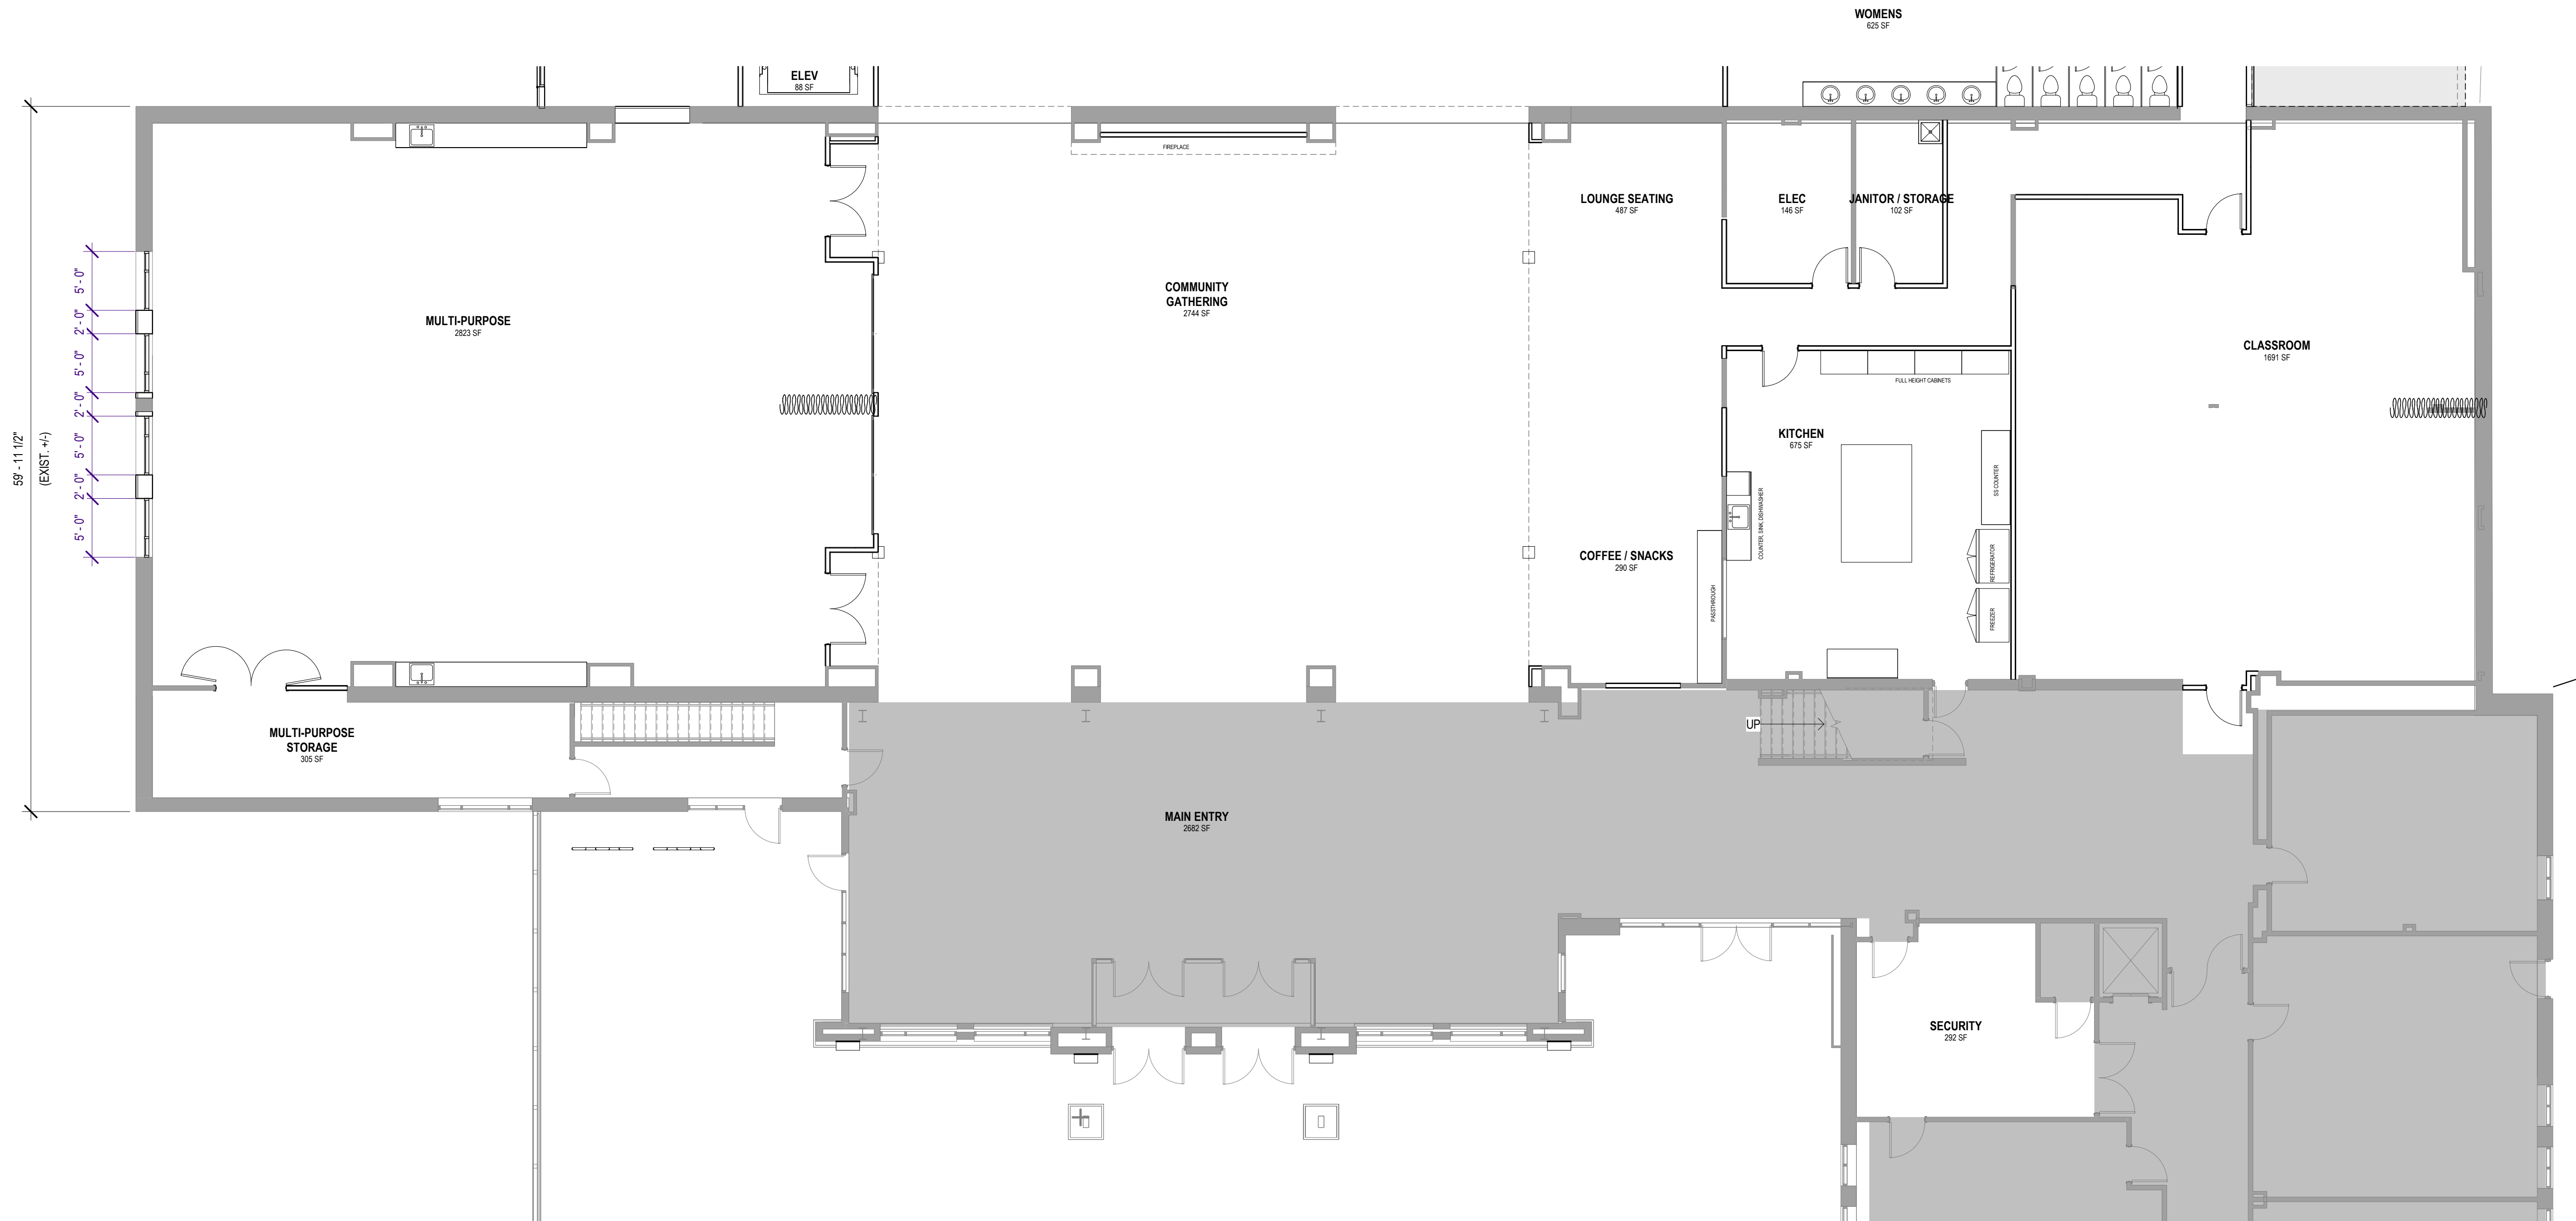 WOMENS
625 SF
ELEV
88 SF
FIREPLACE
LOUNGE SEATING
487 SF
ELEC
146 SF
JANITOR / STORAGE
102 SF
COMMUNITY
GATHERING
2744 SF
MULTI-PURPOSE
2823 SF
CLASSROOM
1691 SF
5' - 0"
2' - 0"
5' - 0"
2' - 0"
5' - 0"
2' - 0"
5' - 0"
59' - 11 1/2"
(EXIST. +/-)
FULL HEIGHT CABINETS
KITCHEN
675 SF
SS COUNTER
COUNTER, SINK, DISHWASHER
COFFEE / SNACKS
290 SF
REFRIGERATOR
PASSTHROUGH
FREEZER
MULTI-PURPOSE
STORAGE
305 SF
UP
MAIN ENTRY
2682 SF
SECURITY
292 SF